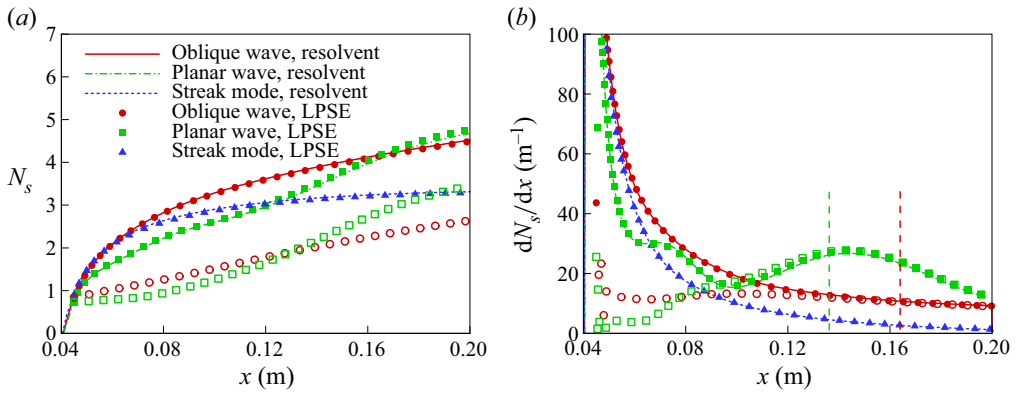 (a)
7
6
5
4
3
2
1
0
N_s
Oblique wave, resolvent
Planar wave, resolvent
Streak mode, resolvent
Oblique wave, LPSE
Planar wave, LPSE
Streak mode, LPSE
0.04 0.08 0.12 0.16 0.20
x (m)
(b)
100
80
60
40
20
0
dN_s/dx (m⁻¹)
0.04 0.08 0.12 0.16 0.20
x (m)